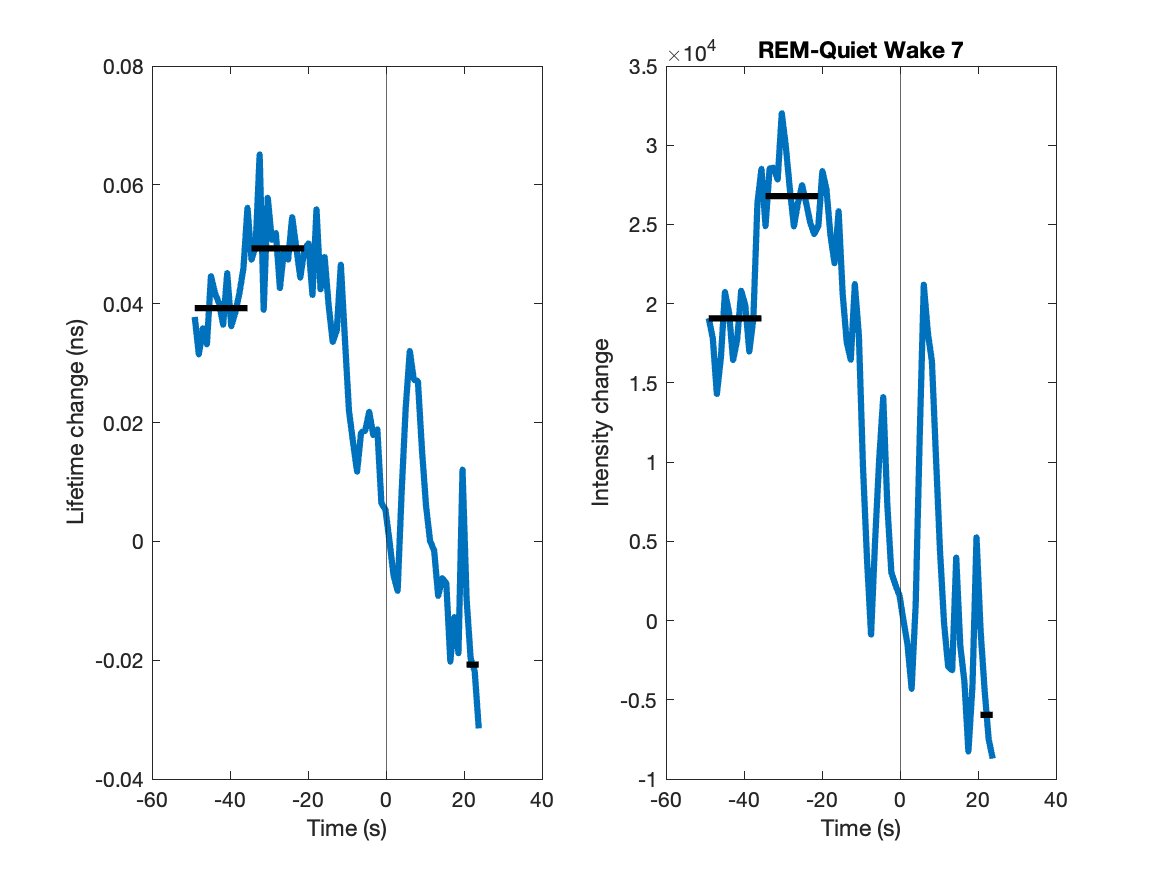 0.08
0.06
0.04
0.02
0
-0.02
-0.04
-60 -40 -20 0 20 40
Time (s)
Lifetime change (ns)
×10⁴
REM-Quiet Wake 7
3.5
3
2.5
2
1.5
1
0.5
0
-0.5
-1
-60 -40 -20 0 20 40
Time (s)
Intensity change